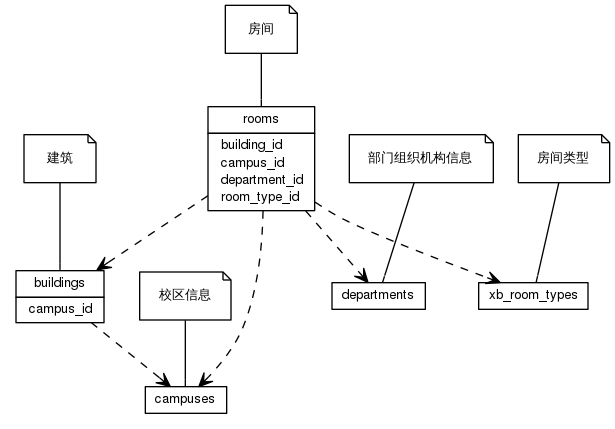 房间
rooms
building_id
campus_id
department_id
room_type_id
建筑
部门组织机构信息
房间类型
buildings
campus_id
校区信息
departments
xb_room_types
campuses